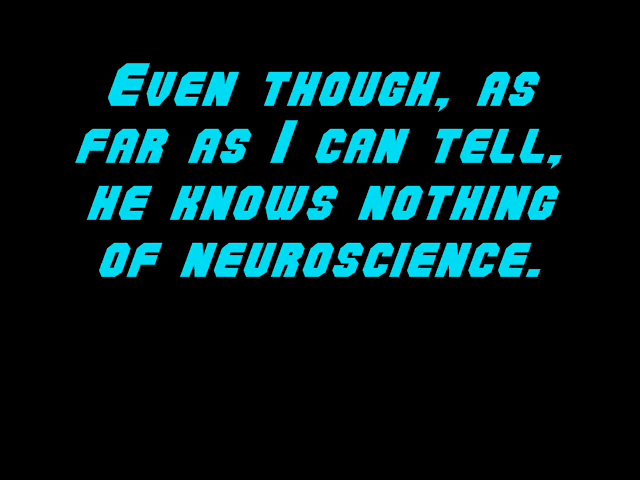 Even though, as
far as I can tell,
he knows nothing
of neuroscience.